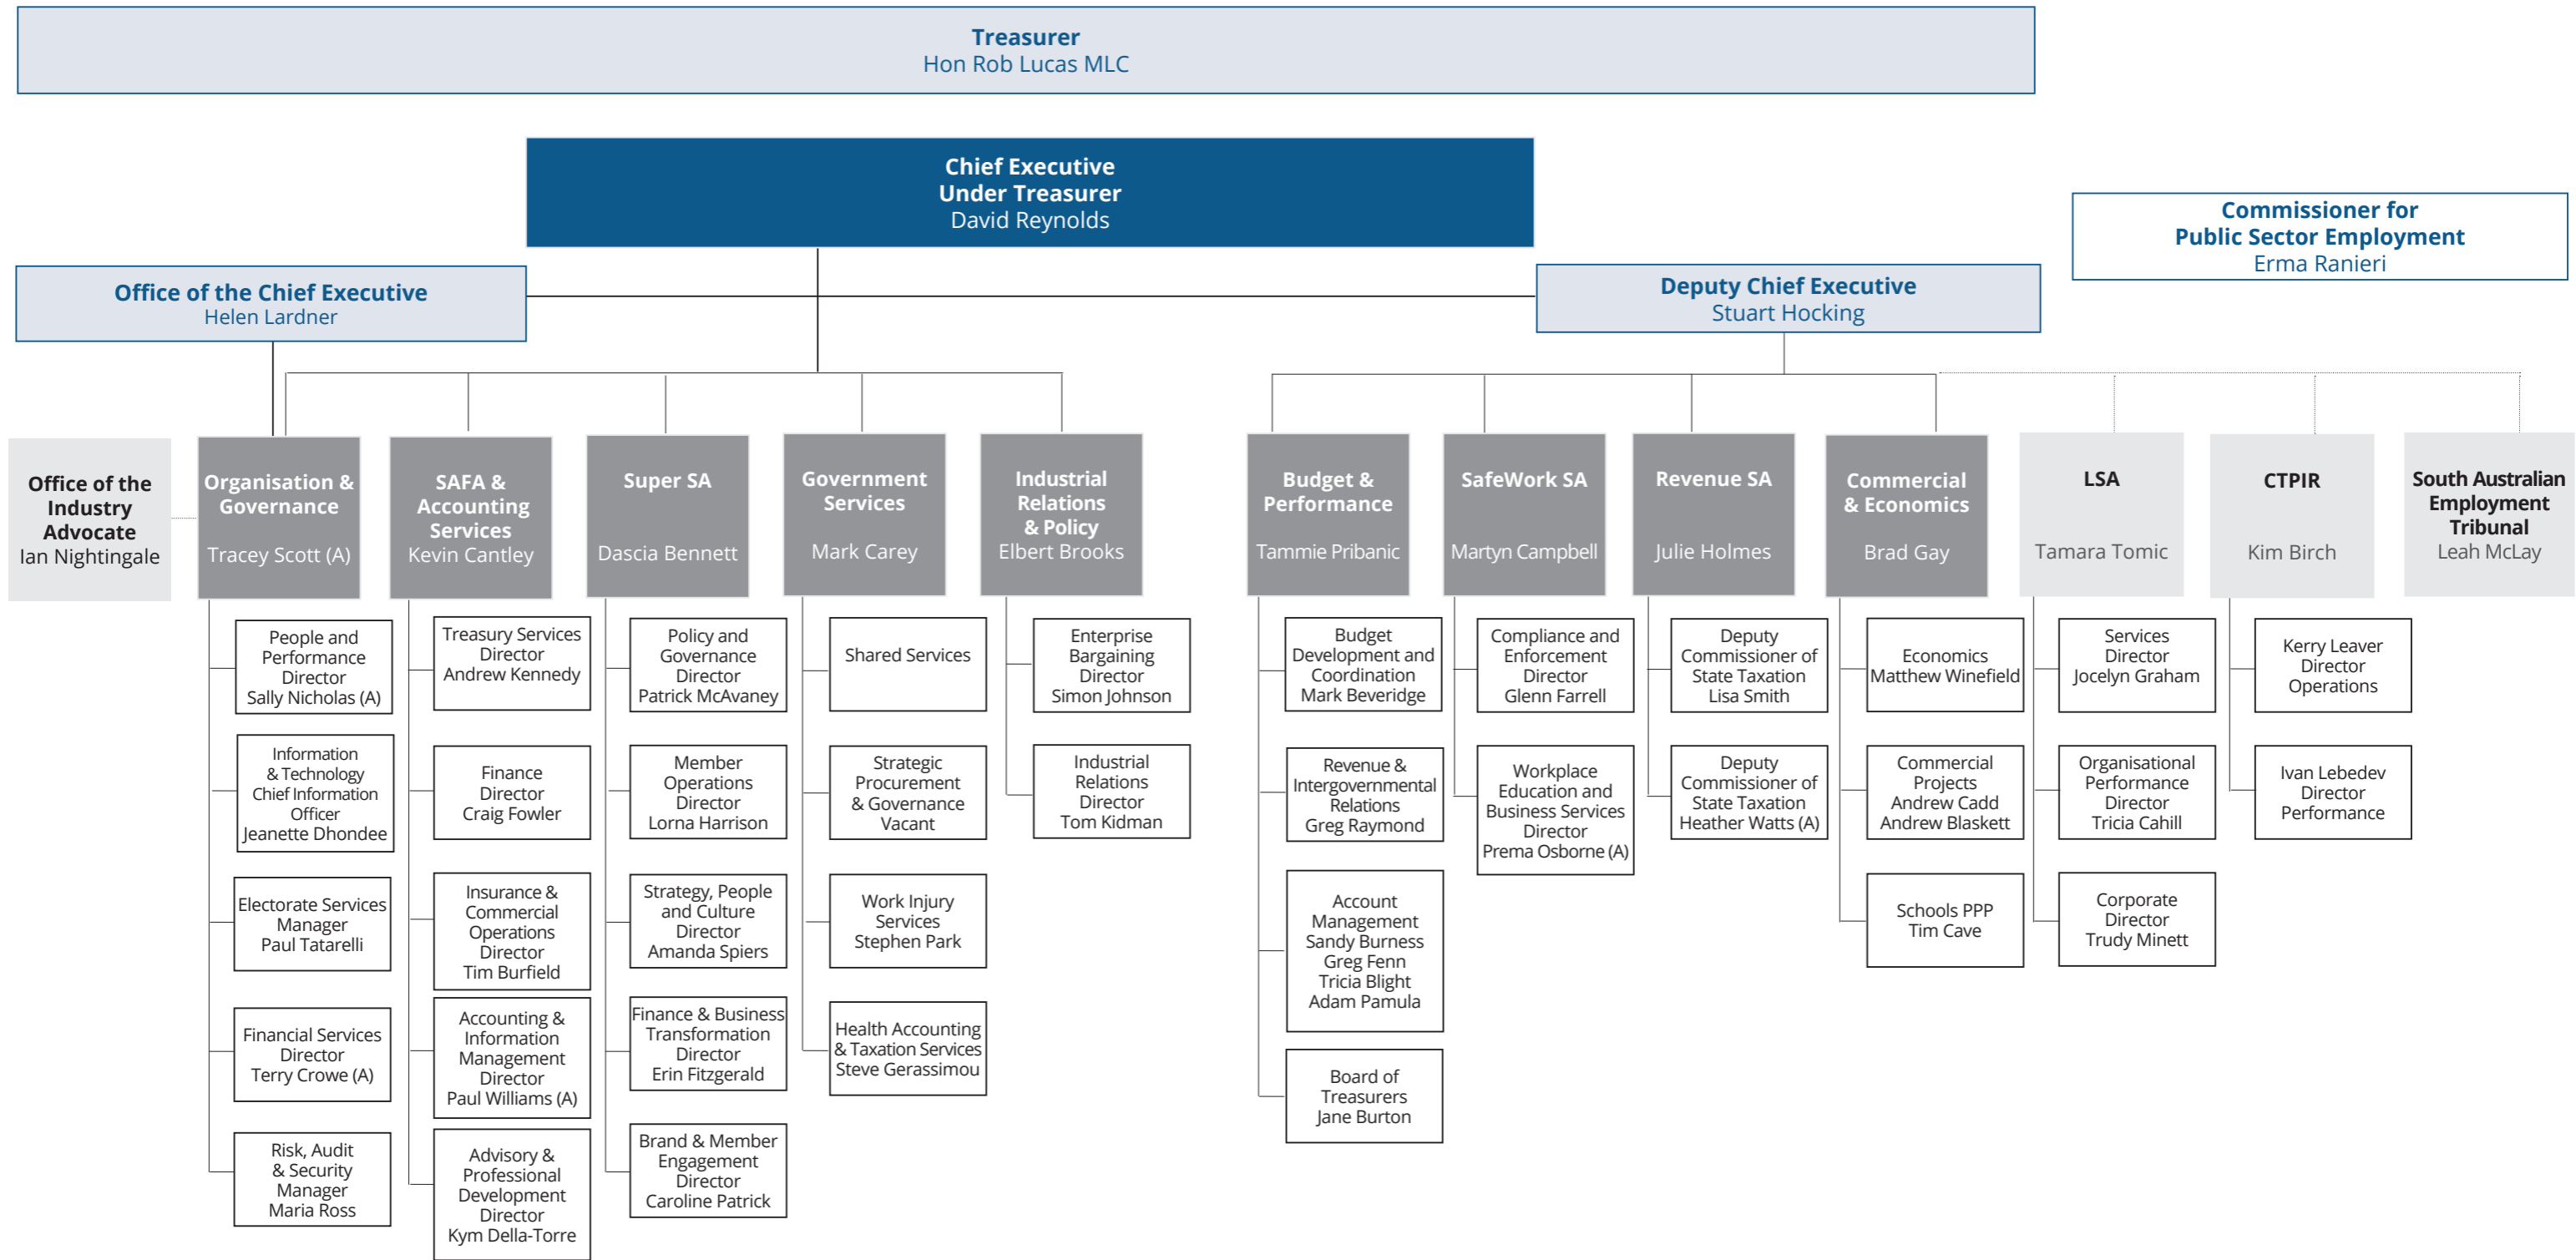 Treasurer
Hon Rob Lucas MLC
Chief Executive
Under Treasurer
David Reynolds
Commissioner for
Public Sector Employment
Erma Ranieri
Office of the Chief Executive
Helen Lardner
Deputy Chief Executive
Stuart Hocking
Office of the
Industry
Advocate
Ian Nightingale
Organisation &
Governance
Tracey Scott (A)
SAFA &
Accounting
Services
Kevin Cantley
Super SA
Dascia Bennett
Government
Services
Mark Carey
Industrial
Relations
& Policy
Elbert Brooks
Budget &
Performance
Tammie Pribanic
SafeWork SA
Martyn Campbell
Revenue SA
Julie Holmes
Commercial
& Economics
Brad Gay
LSA
Tamara Tomic
CTPIR
Kim Birch
South Australian
Employment
Tribunal
Leah McLay
People and
Performance
Director
Sally Nicholas (A)
Information
& Technology
Chief Information
Officer
Jeanette Dhondee
Electorate Services
Manager
Paul Tatarelli
Financial Services
Director
Terry Crowe (A)
Risk, Audit
& Security
Manager
Maria Ross
Treasury Services
Director
Andrew Kennedy
Finance
Director
Craig Fowler
Insurance &
Commercial
Operations
Director
Tim Burfield
Accounting &
Information
Management
Director
Paul Williams (A)
Advisory &
Professional
Development
Director
Kym Della-Torre
Policy and
Governance
Director
Patrick McAvaney
Member
Operations
Director
Lorna Harrison
Strategy, People
and Culture
Director
Amanda Spiers
Finance & Business
Transformation
Director
Erin Fitzgerald
Brand & Member
Engagement
Director
Caroline Patrick
Shared Services
Strategic
Procurement
& Governance
Vacant
Work Injury
Services
Stephen Park
Health Accounting
& Taxation Services
Steve Gerassimou
Enterprise
Bargaining
Director
Simon Johnson
Industrial
Relations
Director
Tom Kidman
Budget
Development and
Coordination
Mark Beveridge
Revenue &
Intergovernmental
Relations
Greg Raymond
Account
Management
Sandy Burness
Greg Fenn
Tricia Blight
Adam Pamula
Board of
Treasurers
Jane Burton
Compliance and
Enforcement
Director
Glenn Farrell
Workplace
Education and
Business Services
Director
Prema Osborne (A)
Deputy
Commissioner of
State Taxation
Lisa Smith
Deputy
Commissioner of
State Taxation
Heather Watts (A)
Economics
Matthew Winefield
Commercial
Projects
Andrew Cadd
Andrew Blaskett
Schools PPP
Tim Cave
Services
Director
Jocelyn Graham
Organisational
Performance
Director
Tricia Cahill
Corporate
Director
Trudy Minett
Kerry Leaver
Director
Operations
Ivan Lebedev
Director
Performance